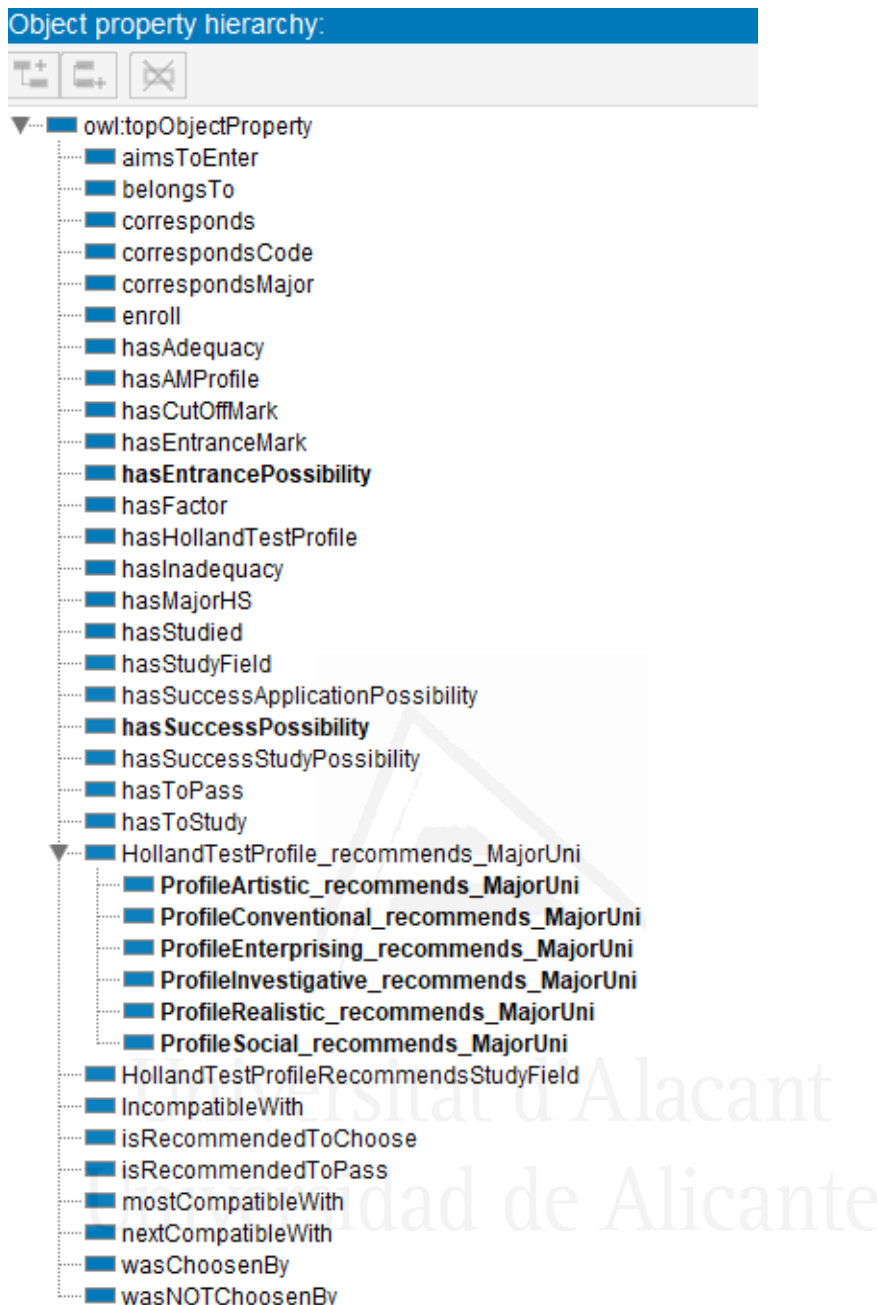 Object property hierarchy:
owl:topObjectProperty
aimsToEnter
belongsTo
corresponds
correspondsCode
correspondsMajor
enroll
hasAdequacy
hasAMProfile
hasCutOffMark
hasEntranceMark
hasEntrancePossibility
hasFactor
hasHollandTestProfile
hasInadequacy
hasMajorHS
hasStudied
hasStudyField
hasSuccessApplicationPossibility
hasSuccessPossibility
hasSuccessStudyPossibility
hasToPass
hasToStudy
HollandTestProfile_recommends_MajorUni
ProfileArtistic_recommends_MajorUni
ProfileConventional_recommends_MajorUni
ProfileEnterprising_recommends_MajorUni
ProfileInvestigative_recommends_MajorUni
ProfileRealistic_recommends_MajorUni
ProfileSocial_recommends_MajorUni
HollandTestProfileRecommendsStudyField
IncompatibleWith
isRecommendedToChoose
isRecommendedToPass
mostCompatibleWith
nextCompatibleWith
wasChoosenBy
wasNOTChoosenBy
Universitat d'Alacant
Universidad de Alicante